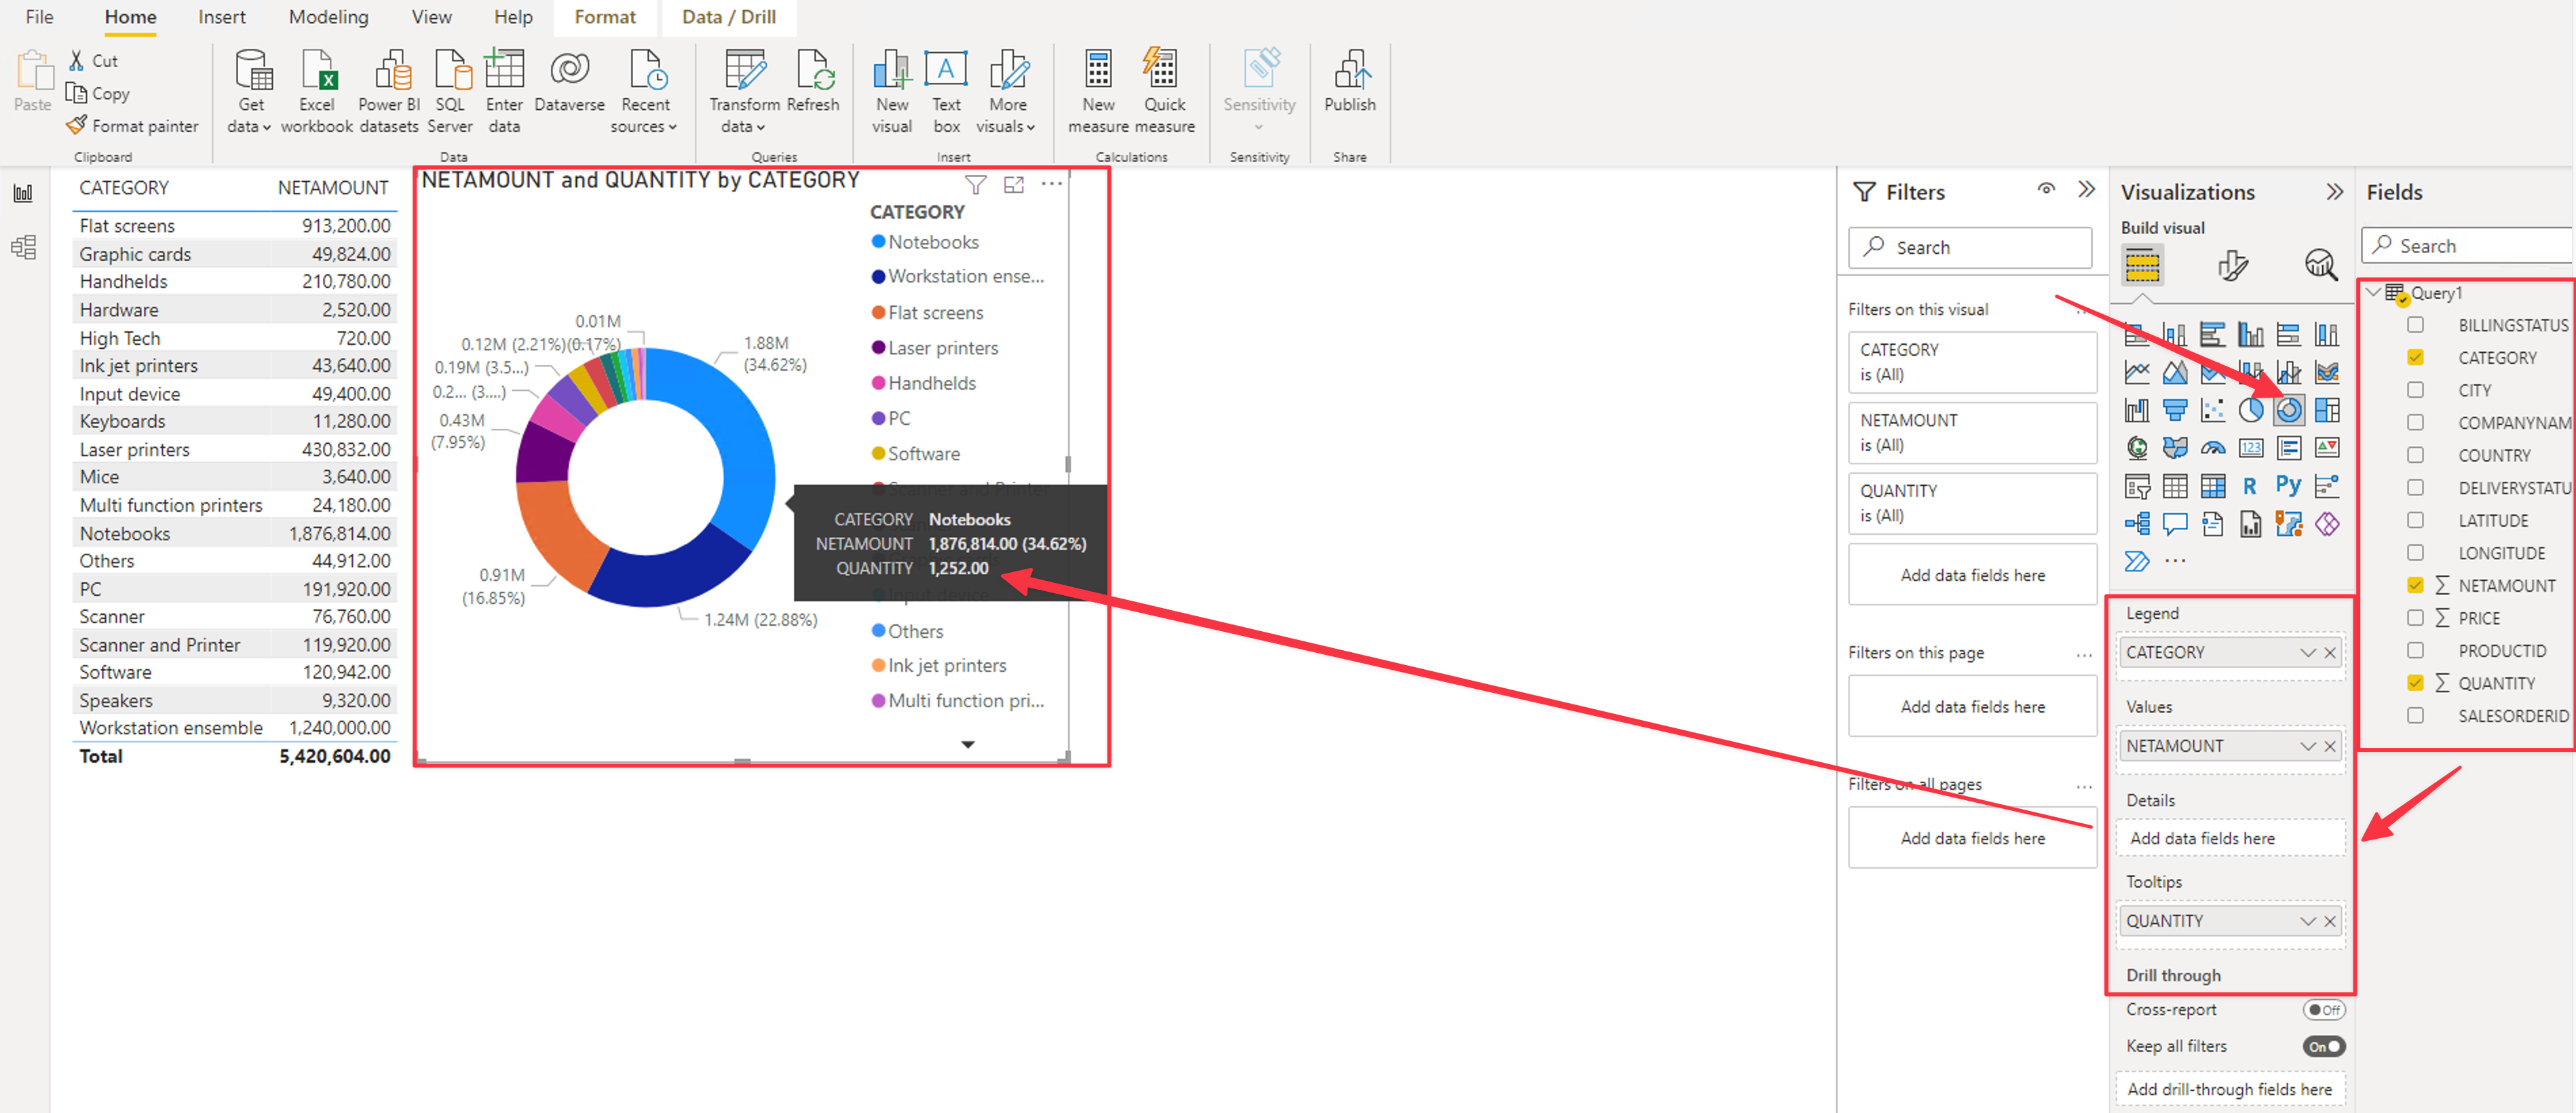 File Home Insert Modeling View Help Format Data / Drill
Paste
Cut
Copy
Format painter
Clipboard
Get data
Excel workbook
Power BI datasets
SQL Server
Enter data
Dataverse
Recent sources
Data
Transform data
Refresh
Queries
New visual
Text box
More visuals
Insert
New measure
Quick measure
Calculations
Sensitivity
Sensitivity
Publish
Share
CATEGORY NETAMOUNT
Flat screens 913,200.00
Graphic cards 49,824.00
Handhelds 210,780.00
Hardware 2,520.00
High Tech 720.00
Ink jet printers 43,640.00
Input device 49,400.00
Keyboards 11,280.00
Laser printers 430,832.00
Mice 3,640.00
Multi function printers 24,180.00
Notebooks 1,876,814.00
Others 44,912.00
PC 191,920.00
Scanner 76,760.00
Scanner and Printer 119,920.00
Software 120,942.00
Speakers 9,320.00
Workstation ensemble 1,240,000.00
Total 5,420,604.00
NETAMOUNT and QUANTITY by CATEGORY
0.01M
(0.17%)
0.12M (2.21%)
0.19M (3.5...)
0.2... (3....)
0.43M
(7.95%)
0.91M
(16.85%)
1.24M (22.88%)
1.88M
(34.62%)
CATEGORY
Notebooks
Workstation ense...
Flat screens
Laser printers
Handhelds
PC
Software
Scanner and Printer
Input device
Others
Ink jet printers
Multi function pri...
CATEGORY Notebooks
NETAMOUNT 1,876,814.00 (34.62%)
QUANTITY 1,252.00
Filters
Search
Filters on this visual
CATEGORY
is (All)
NETAMOUNT
is (All)
QUANTITY
is (All)
Add data fields here
Filters on this page
Add data fields here
Filters on all pages
Add data fields here
Visualizations
Build visual
123
R
Py
Legend
CATEGORY
Values
NETAMOUNT
Details
Add data fields here
Tooltips
QUANTITY
Drill through
Cross-report Off
Keep all filters On
Add drill-through fields here
Fields
Search
Query1
BILLINGSTATUS
CATEGORY
CITY
COMPANYNAM
COUNTRY
DELIVERYSTATU
LATITUDE
LONGITUDE
∑ NETAMOUNT
∑ PRICE
PRODUCTID
∑ QUANTITY
SALESORDERID